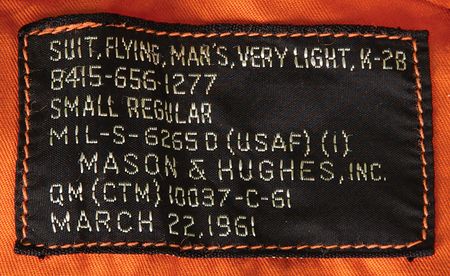 SUIT, FLYING, MAN'S, VERY LIGHT, K-2B
8415-656-1277
SMALL REGULAR
MIL-S-6265 D (USAF) (1)
MASON & HUGHES, INC.
QM (CTM) 10037-C-61
MARCH 22, 1961